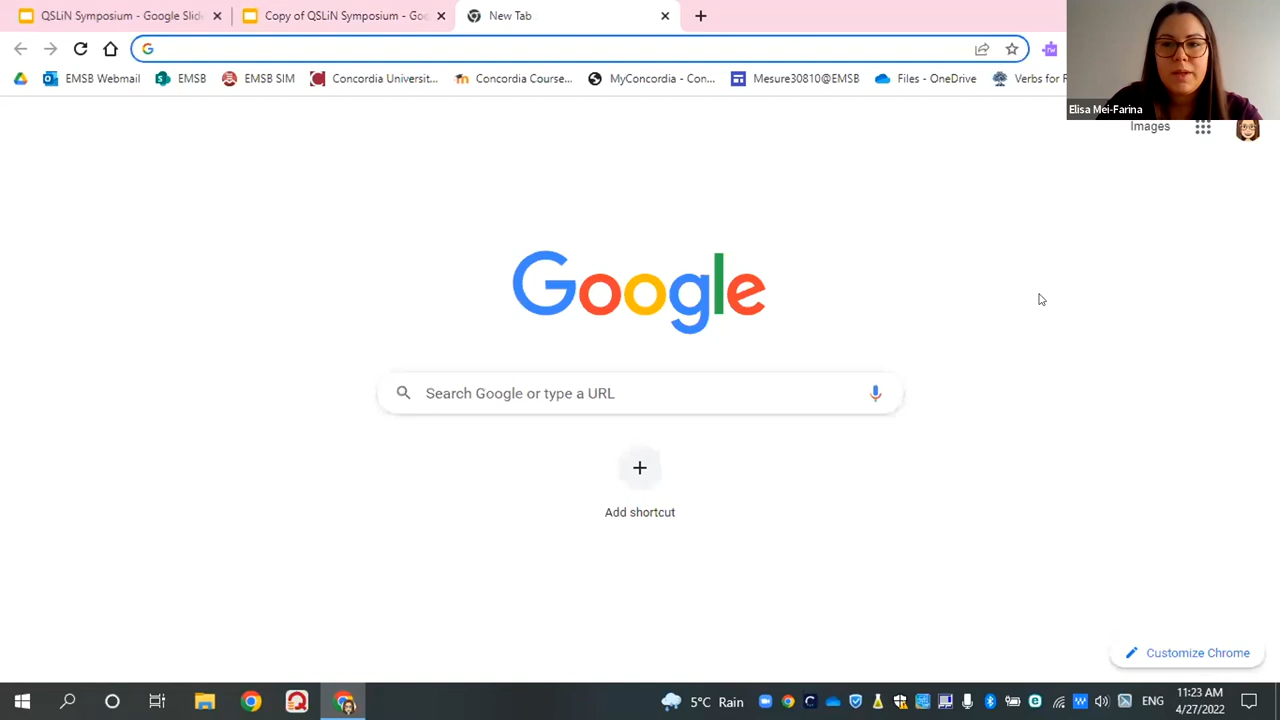 QSLiN Symposium - Google Slid
Copy of QSLiN Symposium - Goo
New Tab
EMSB Webmail
EMSB
EMSB SIM
Concordia Universit...
Concordia Course...
MyConcordia - Con...
Mesure30810@EMSB
Files - OneDrive
Verbs for
Elisa Mei-Farina
Images
Google
Search Google or type a URL
Add shortcut
Customize Chrome
5°C Rain
ENG
11:23 AM
4/27/2022